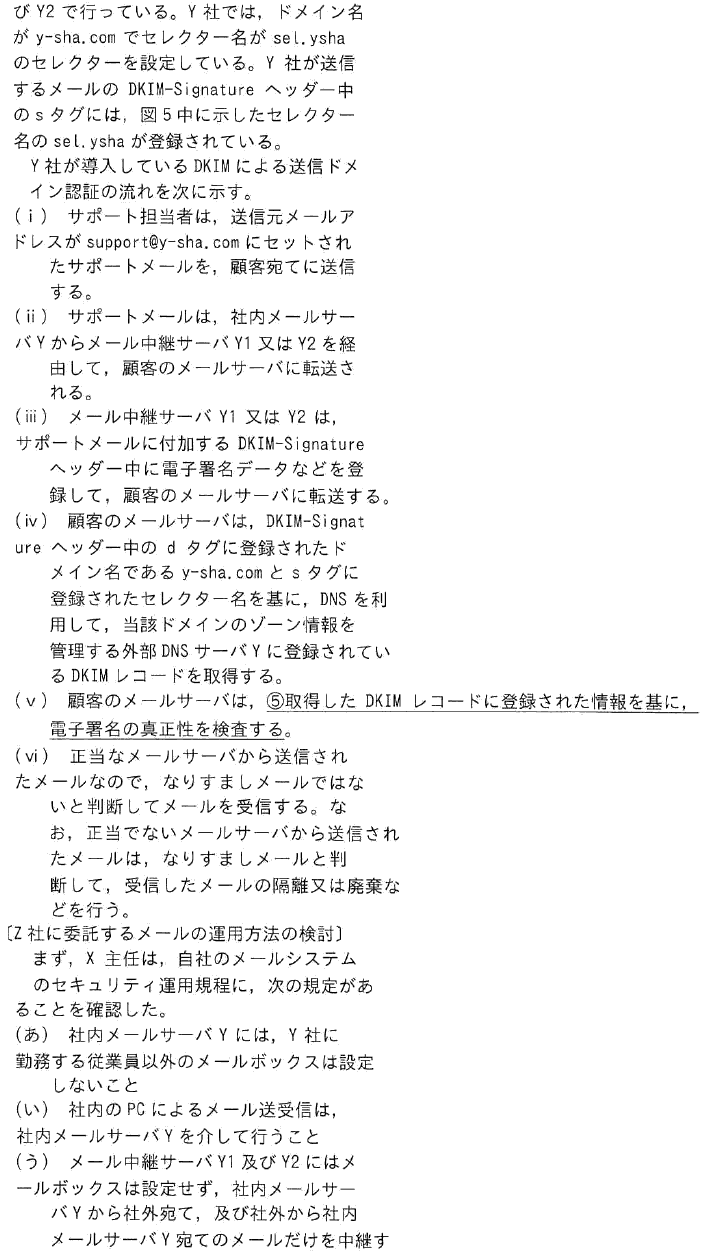 び Y2 で行っている。Y 社では，ドメイン名
が y-sha.com でセレクター名が sel.ysha
のセレクターを設定している。Y 社が送信
するメールの DKIM-Signature ヘッダー中
の s タグには，図 5 中に示したセレクター
名の sel.ysha が登録されている。
Y 社が導入している DKIM による送信ドメ
イン認証の流れを次に示す。
(ⅰ) サポート担当者は，送信元メールア
ドレスが support@y-sha.com にセットされ
たサポートメールを，顧客宛てに送信
する。
(ⅱ) サポートメールは，社内メールサー
バ Y からメール中継サーバ Y1 又は Y2 を経
由して，顧客のメールサーバに転送さ
れる。
(ⅲ) メール中継サーバ Y1 又は Y2 は，
サポートメールに付加する DKIM-Signature
ヘッダー中に電子署名データなどを登
録して，顧客のメールサーバに転送する。
(ⅳ) 顧客のメールサーバは，DKIM-Signat
ure ヘッダー中の d タグに登録されたド
メイン名である y-sha.com と s タグに
登録されたセレクター名を基に，DNS を利
用して，当該ドメインのゾーン情報を
管理する外部 DNS サーバ Y に登録されてい
る DKIM レコードを取得する。
(ⅴ) 顧客のメールサーバは，⑤取得した DKIM レコードに登録された情報を基に，
電子署名の真正性を検査する。
(ⅵ) 正当なメールサーバから送信され
たメールなので，なりすましメールではな
いと判断してメールを受信する。な
お，正当でないメールサーバから送信され
たメールは，なりすましメールと判
断して，受信したメールの隔離又は廃棄な
どを行う。
〔Z 社に委託するメールの運用方法の検討〕
まず，X 主任は，自社のメールシステム
のセキュリティ運用規程に，次の規定があ
ることを確認した。
(あ) 社内メールサーバ Y には，Y 社に
勤務する従業員以外のメールボックスは設定
しないこと
(い) 社内の PC によるメール送受信は，
社内メールサーバ Y を介して行うこと
(う) メール中継サーバ Y1 及び Y2 にはメ
ールボックスは設定せず，社内メールサー
バ Y から社外宛て，及び社外から社内
メールサーバ Y 宛てのメールだけを中継す